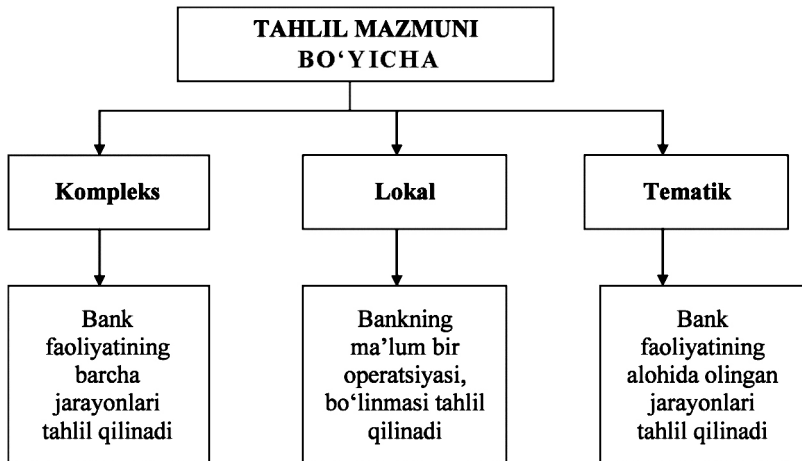 TAHLIL MAZMUNI
BO‘YICHA
Kompleks
Lokal
Tematik
Bank
faoliyatining
barcha
jarayonlari
tahlil qilinadi
Bankning
ma’lum bir
operatsiyasi,
bo‘linmasi tahlil
qilinadi
Bank
faoliyatining
alohida olingan
jarayonlari
tahlil qilinadi